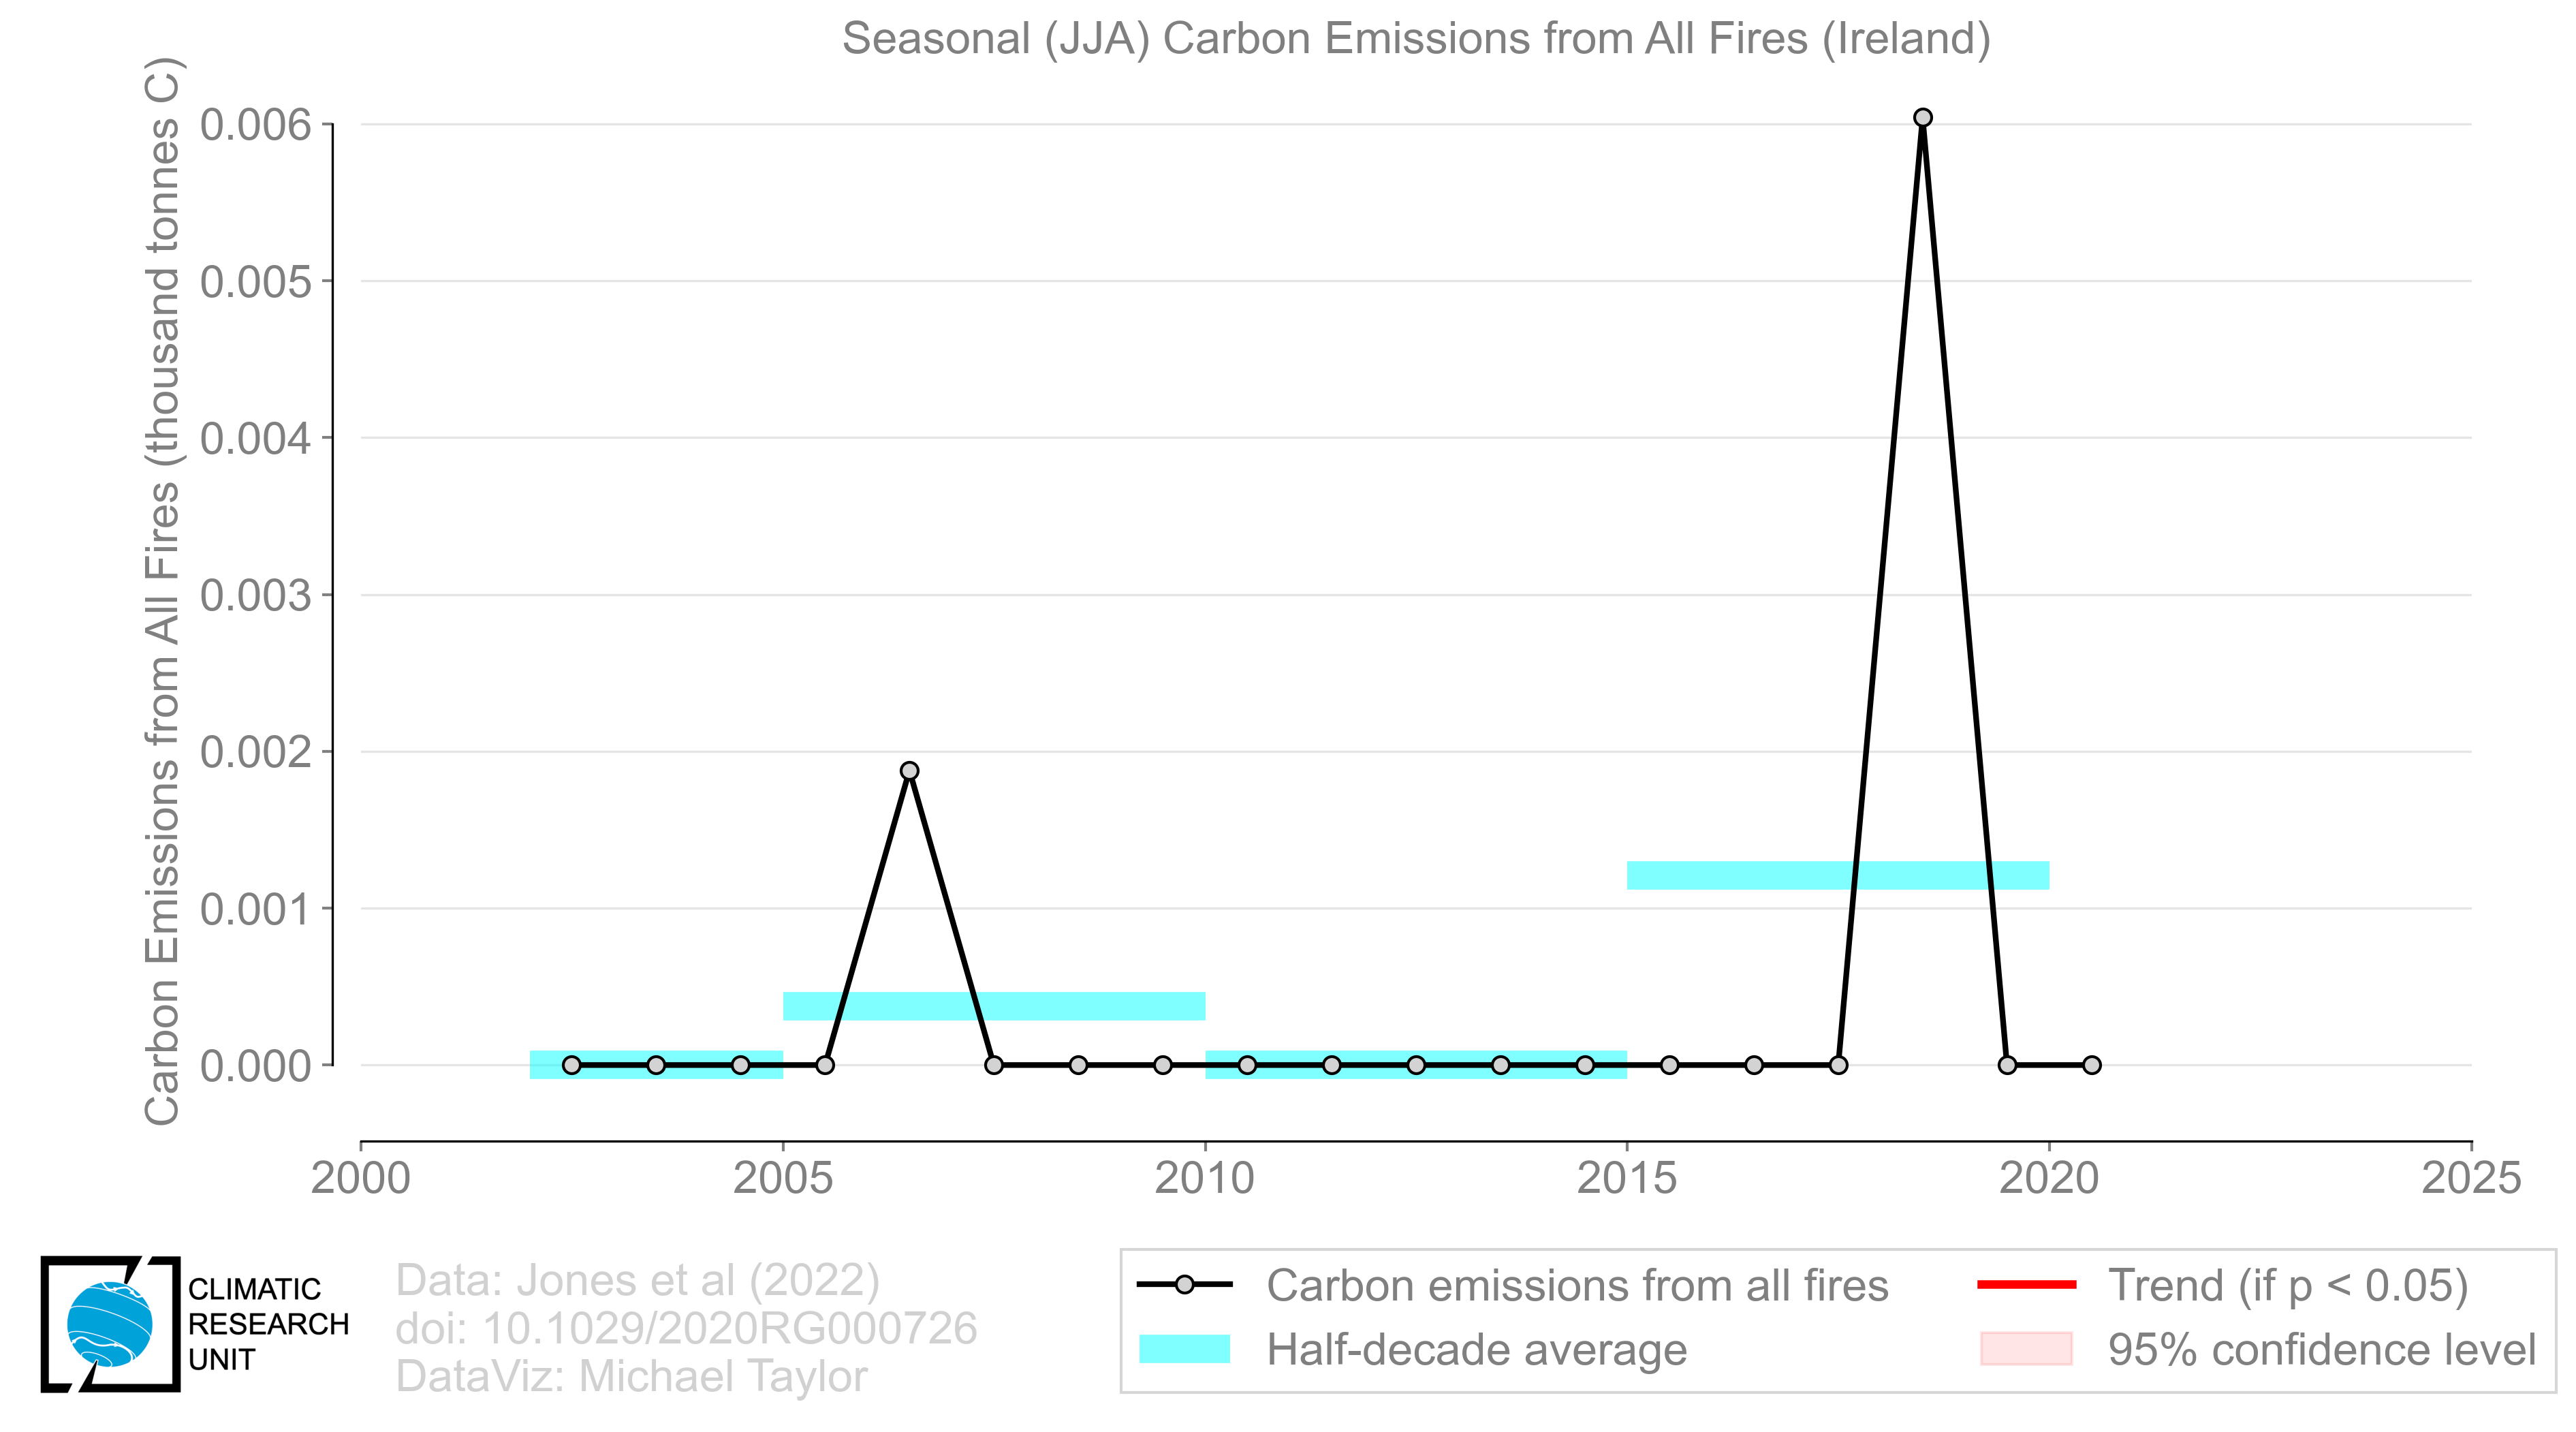 Seasonal (JJA) Carbon Emissions from All Fires (Ireland)
Carbon Emissions from All Fires (thousand tonnes C)
0.006
0.005
0.004
0.003
0.002
0.001
0.000
2000 2005 2010 2015 2020 2025
CLIMATIC
RESEARCH
UNIT
Data: Jones et al (2022)
doi: 10.1029/2020RG000726
DataViz: Michael Taylor
Carbon emissions from all fires
Half-decade average
Trend (if p < 0.05)
95% confidence level